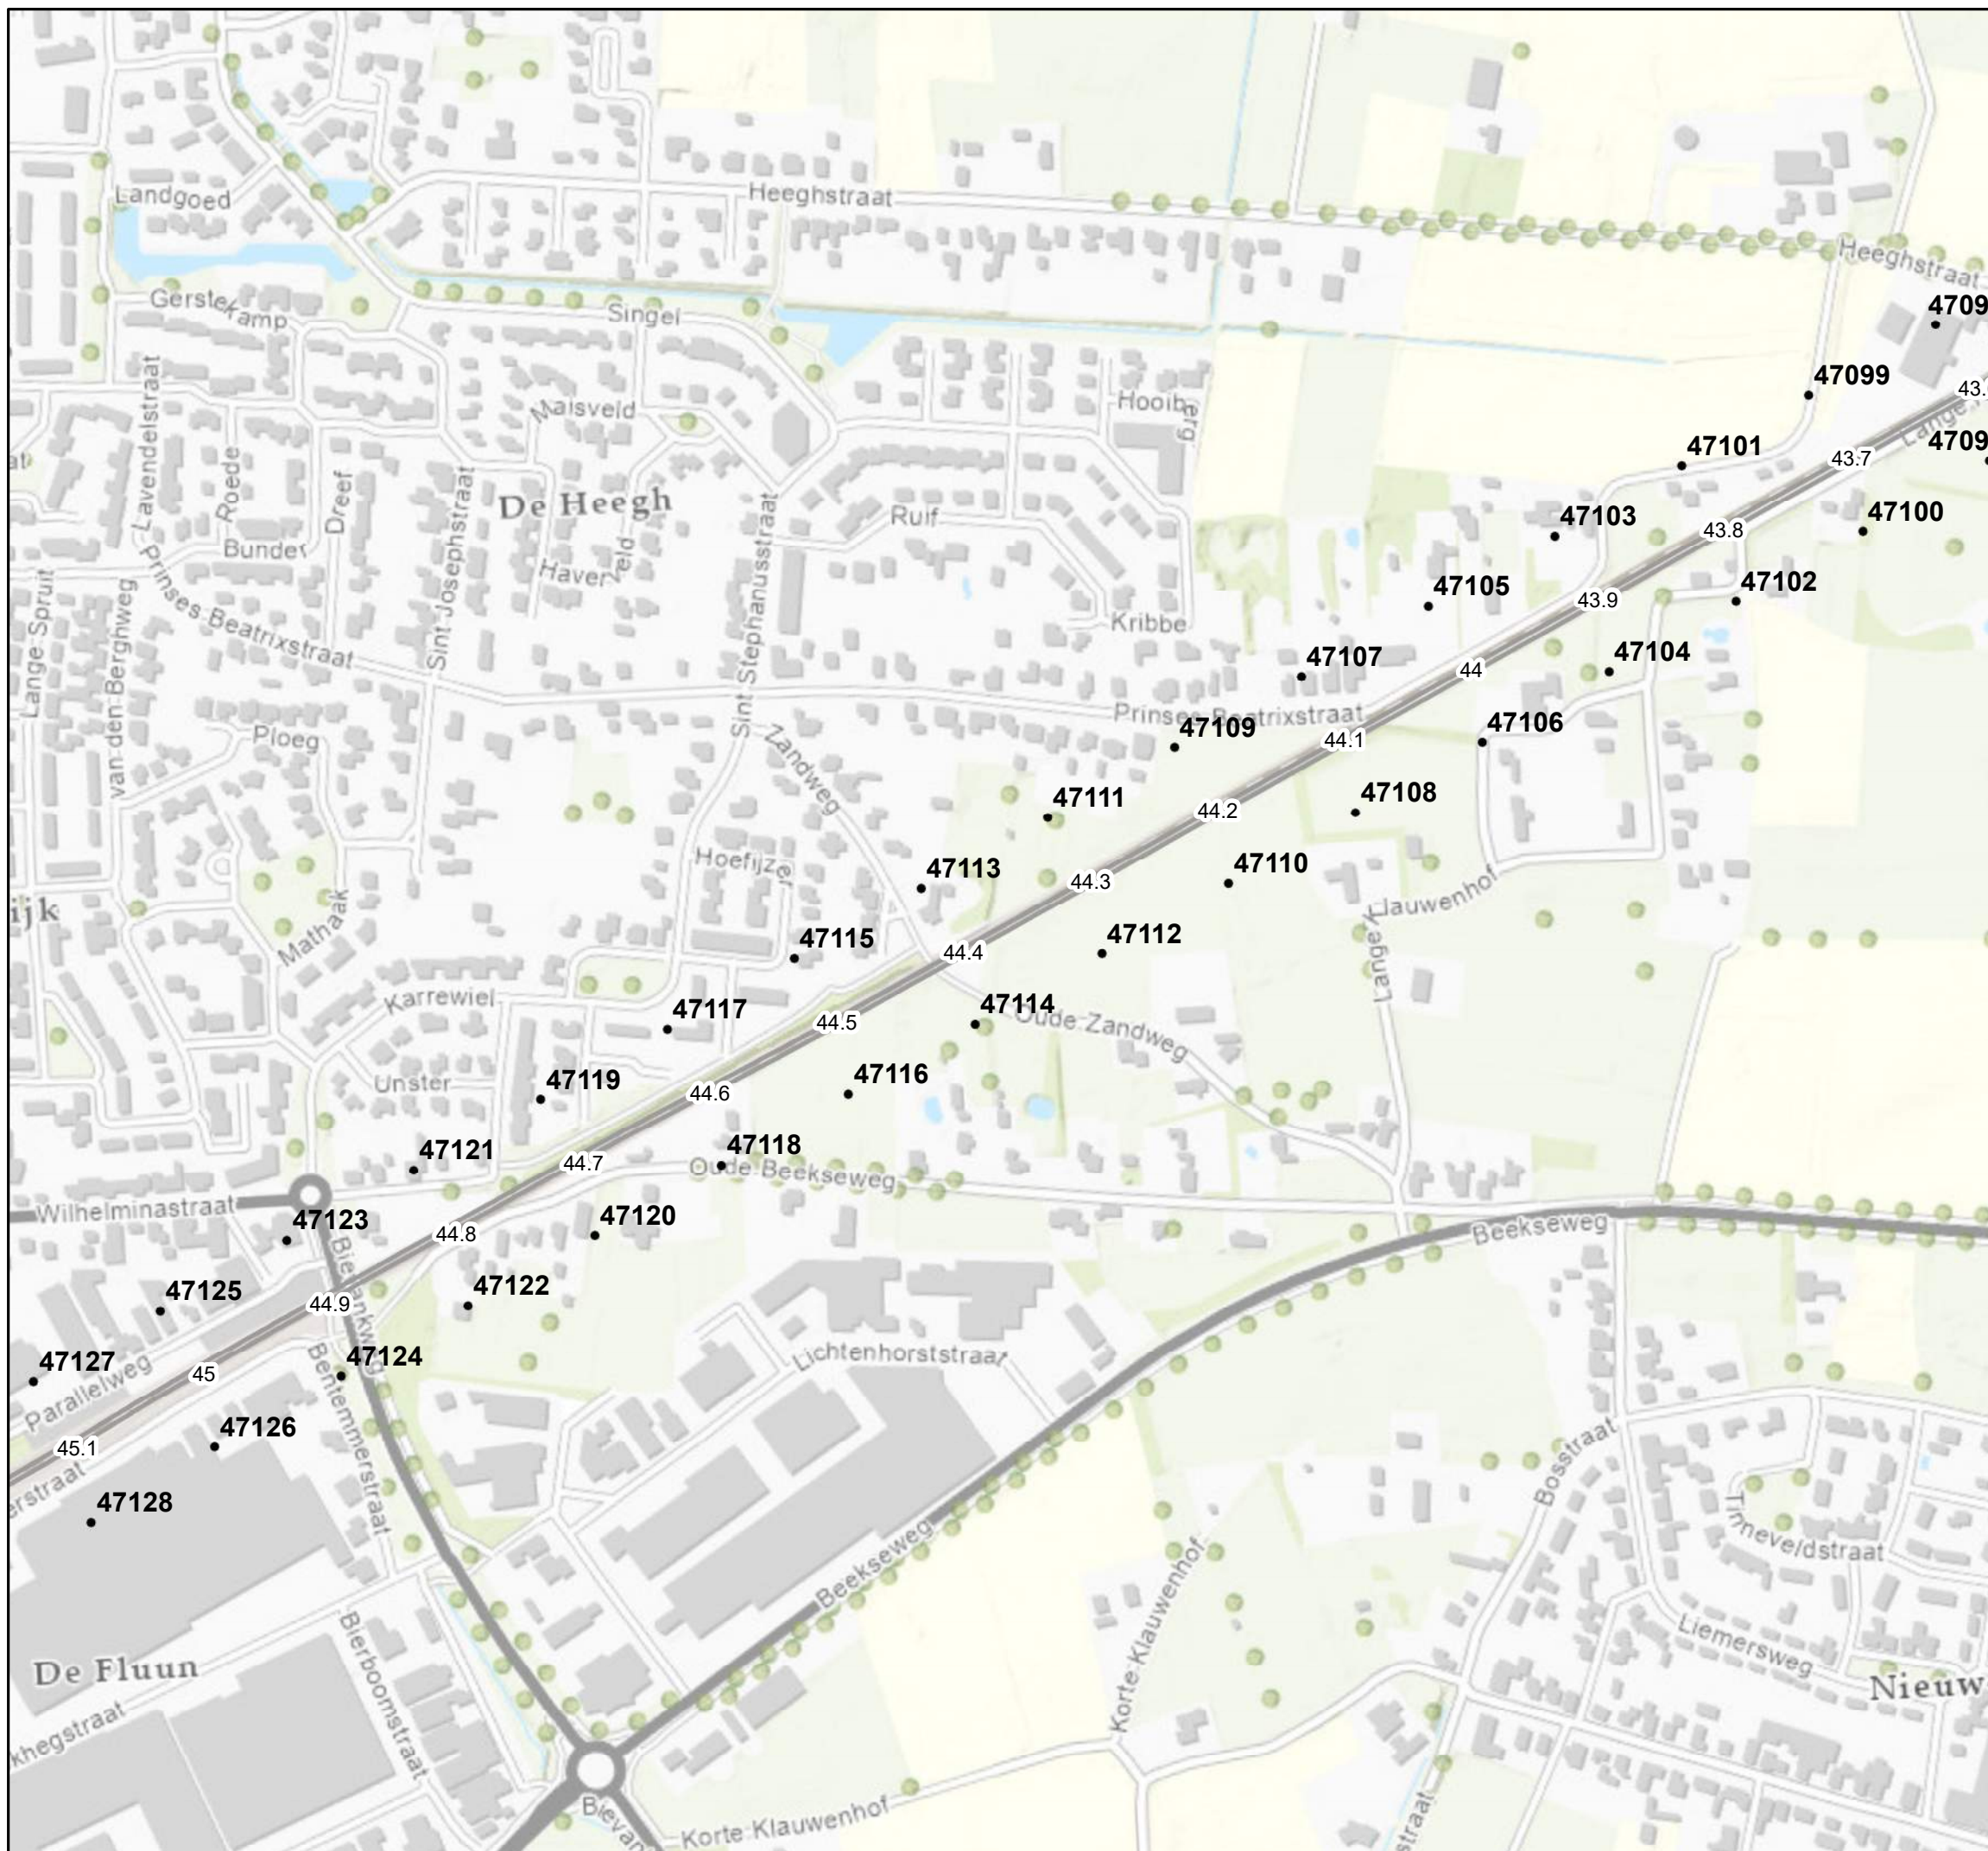 Landgoed
Heeghstraat
Heeghstraat
Gerstekamp
Singel
4709
47099
43.
Lange
Lavendelstraat
Roede
Maisveld
Hooiberg
47101
43.7
4709
Dreef
De Heegh
Ruif
47103
43.8
47100
Bunder
Haverveld
Sint Josephstraat
Sint Stephanusstraat
47105
43.9
47102
Prinses Beatrixstraat
Kribbe
Lange Spruit
van den Berghweg
47107
44
47104
Prinses Beatrixstraat
47109
44.1
47106
Ploeg
Zandweg
47111
44.2
47108
Hoefijzer
47113
44.3
47110
Klauwenhof
Lange K
ijk
Mathaak
47115
44.4
47112
Karrewiel
47117
44.5
47114
Oude Zandweg
Unster
47119
44.6
47116
47121
44.7
47118
Oude Beekseweg
Wilhelminastraat
47123
44.8
47120
Beekseweg
47125
44.9
47122
47127
Parallelweg
45
47124
Bentemmerstraat
Lichtenhorststraat
45.1
47126
erstraat
47128
Bosstraat
Tinneveldstraat
Beekseweg
Korte Klauwenhof
De Fluun
Bierboomstraat
Liemersweg
Nieuw
khegstraat
Bievan
Korte Klauwenhof
straat